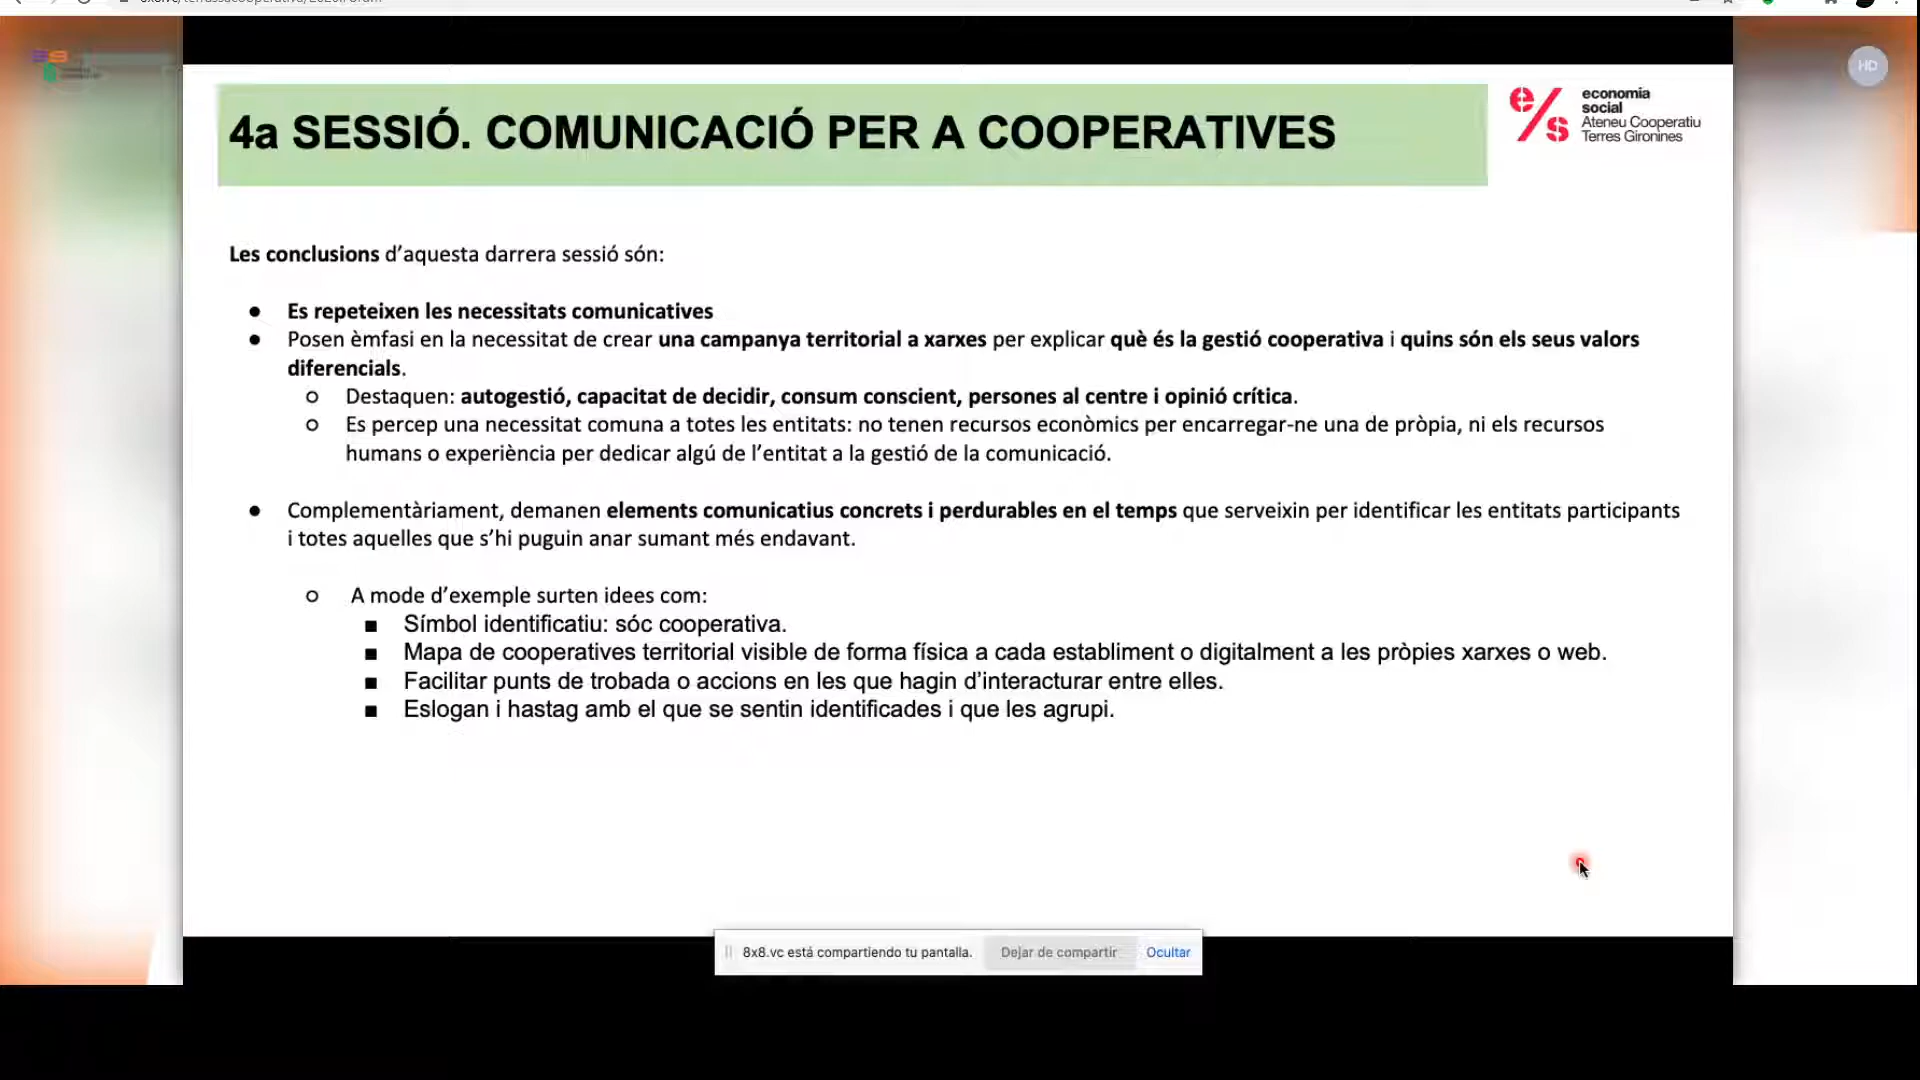 4a SESSIÓ. COMUNICACIÓ PER A COOPERATIVES
economia
social
Ateneu Cooperatiu
Terres Gironines
HD
Les conclusions d’aquesta darrera sessió són:
● Es repeteixen les necessitats comunicatives
● Posen èmfasi en la necessitat de crear una campanya territorial a xarxes per explicar què és la gestió cooperativa i quins són els seus valors
diferencials.
○ Destaquen: autogestió, capacitat de decidir, consum conscient, persones al centre i opinió crítica.
○ Es percep una necessitat comuna a totes les entitats: no tenen recursos econòmics per encarregar-ne una de pròpia, ni els recursos
humans o experiència per dedicar algú de l’entitat a la gestió de la comunicació.
● Complementàriament, demanen elements comunicatius concrets i perdurables en el temps que serveixin per identificar les entitats participants
i totes aquelles que s’hi puguin anar sumant més endavant.
○ A mode d’exemple surten idees com:
■ Símbol identificatiu: sóc cooperativa.
■ Mapa de cooperatives territorial visible de forma física a cada establiment o digitalment a les pròpies xarxes o web.
■ Facilitar punts de trobada o accions en les que hagin d’interacturar entre elles.
■ Eslogan i hastag amb el que se sentin identificades i que les agrupi.
8x8.vc está compartiendo tu pantalla. Dejar de compartir Ocultar